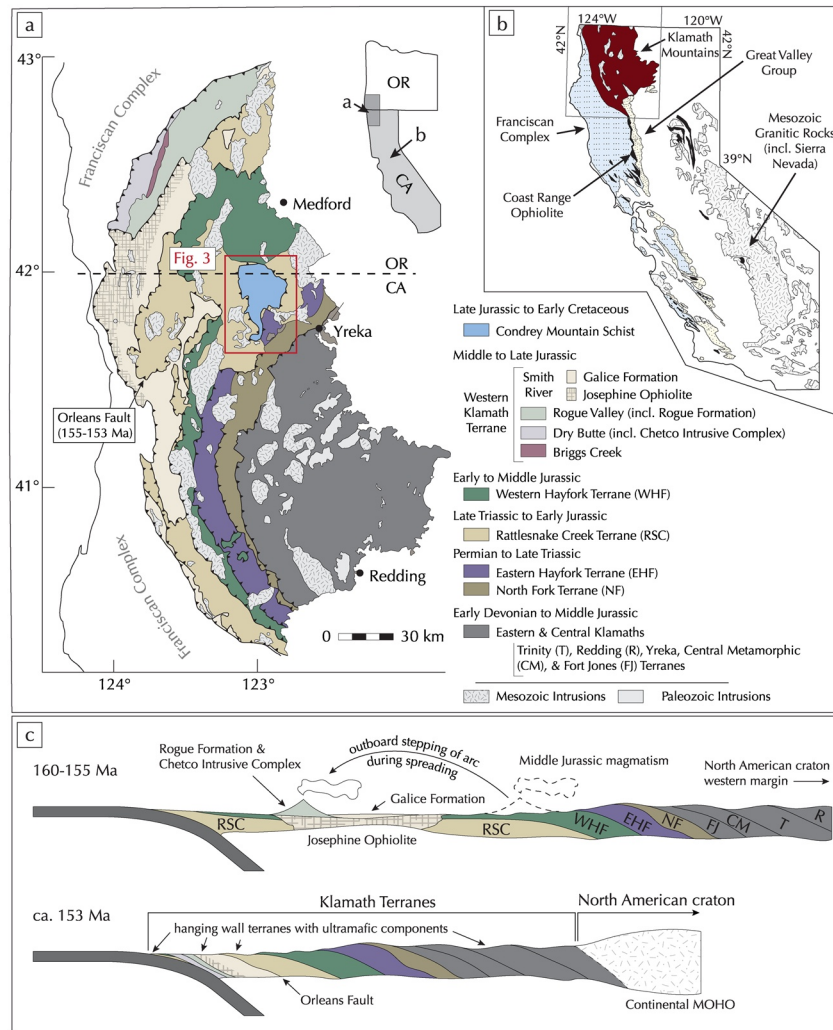 a
43°
Franciscan Complex
Medford
Fig. 3
42°
OR
CA
Yreka
Orleans Fault
(155-153 Ma)
41°
Franciscan Complex
Redding
0 30 km
124°
123°
OR
a
b
CA
b
124°W
120°W
42°N
42°N
Klamath
Mountains
Great Valley
Group
Franciscan
Complex
Mesozoic
Granitic Rocks
(incl. Sierra
Nevada)
39°N
Coast Range
Ophiolite
Late Jurassic to Early Cretaceous
Condrey Mountain Schist
Middle to Late Jurassic
Western
Klamath
Terrane
Smith
River
Galice Formation
Josephine Ophiolite
Rogue Valley (incl. Rogue Formation)
Dry Butte (incl. Chetco Intrusive Complex)
Briggs Creek
Early to Middle Jurassic
Western Hayfork Terrane (WHF)
Late Triassic to Early Jurassic
Rattlesnake Creek Terrane (RSC)
Permian to Late Triassic
Eastern Hayfork Terrane (EHF)
North Fork Terrane (NF)
Early Devonian to Middle Jurassic
Eastern & Central Klamaths
Trinity (T), Redding (R), Yreka, Central Metamorphic
(CM), & Fort Jones (FJ) Terranes
Mesozoic Intrusions
Paleozoic Intrusions
c
160-155 Ma
Rogue Formation &
Chetco Intrusive Complex
outboard stepping of arc
during spreading
Middle Jurassic magmatism
North American craton
western margin
Galice Formation
RSC
Josephine Ophiolite
RSC
WHF
EHF
NF
FJ
CM
T
R
ca. 153 Ma
Klamath Terranes
North American craton
hanging wall terranes with ultramafic components
Orleans Fault
Continental MOHO